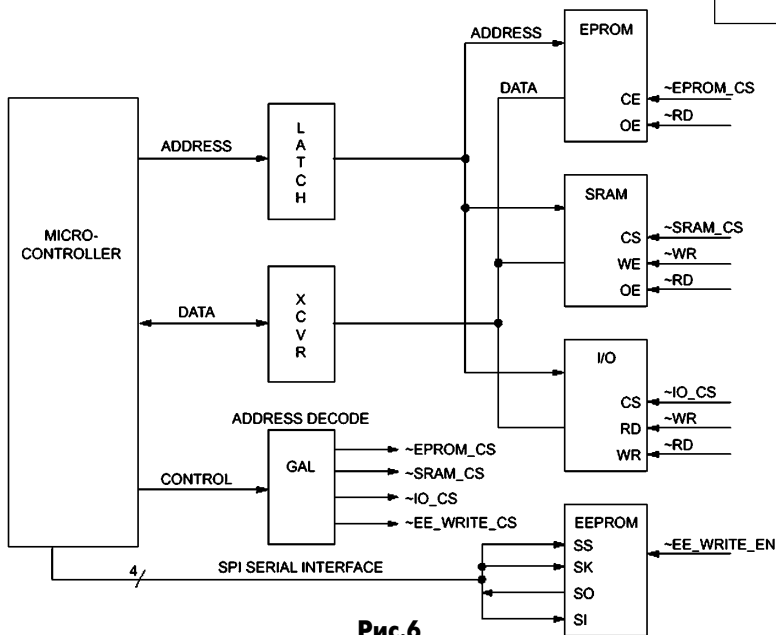 EPROM
ADDRESS
DATA
CE
~EPROM_CS
OE
~RD
L
A
T
C
H
ADDRESS
MICRO-
CONTROLLER
SRAM
CS
~SRAM_CS
WE
~WR
OE
~RD
X
C
V
R
DATA
I/O
CS
~IO_CS
RD
~WR
WR
~RD
ADDRESS DECODE
GAL
CONTROL
~EPROM_CS
~SRAM_CS
~IO_CS
~EE_WRITE_CS
EEPROM
SS
SK
SO
SI
~EE_WRITE_EN
4
SPI SERIAL INTERFACE
Рис.6